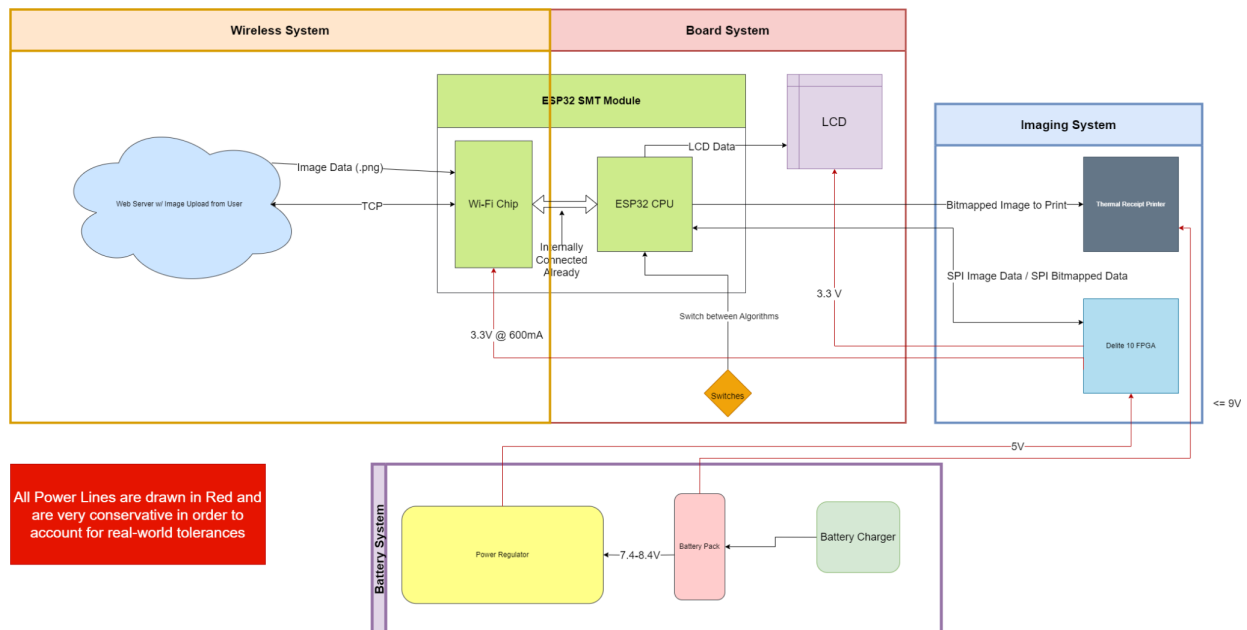 Wireless System
Board System
ESP32 SMT Module
LCD
Imaging System
Image Data (.png)
LCD Data
Web Server w/ Image Upload from User
TCP
Wi-Fi Chip
ESP32 CPU
Bitmapped Image to Print
Thermal Receipt Printer
Internally
Connected
Already
SPI Image Data / SPI Bitmapped Data
3.3 V
3.3V @ 600mA
Switch between Algorithms
Delite 10 FPGA
Switches
<= 9V
5V
All Power Lines are drawn in Red and
are very conservative in order to
account for real-world tolerances
Battery System
Power Regulator
7.4-8.4V
Battery Pack
Battery Charger